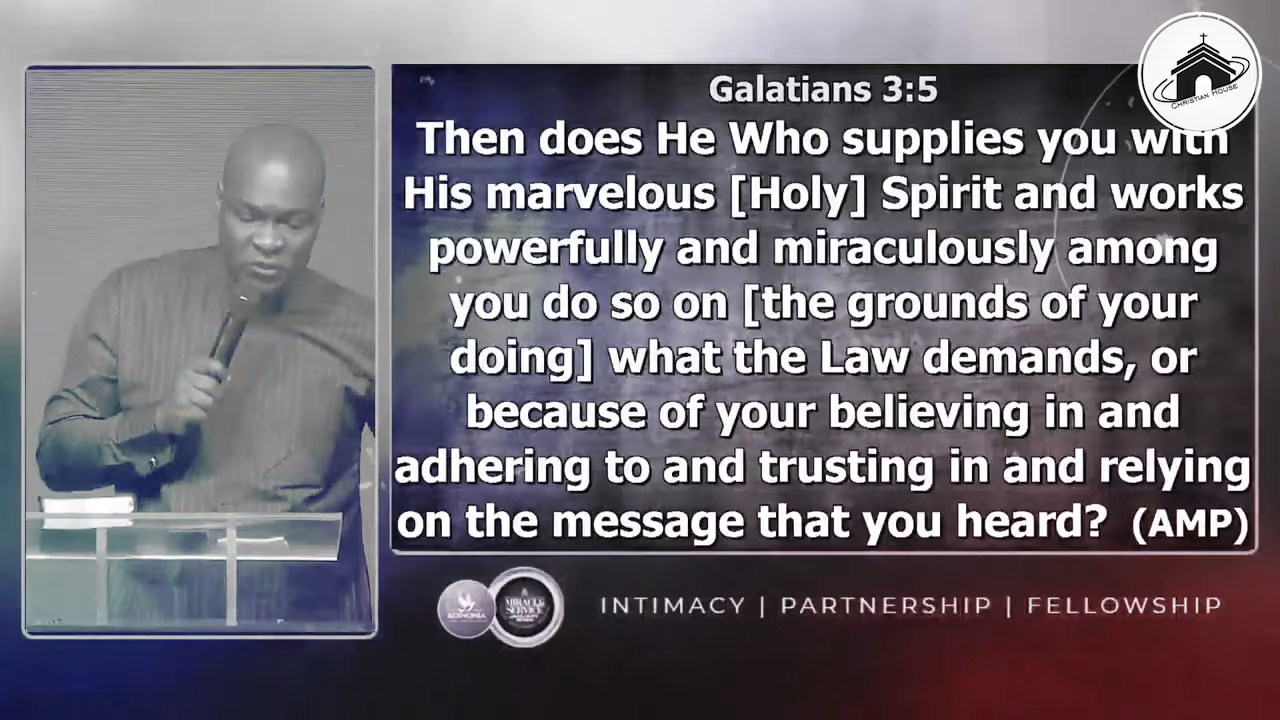 CHRISTIAN HOUSE
Galatians 3:5
Then does He Who supplies you with
His marvelous [Holy] Spirit and works
powerfully and miraculously among
you do so on [the grounds of your
doing] what the Law demands, or
because of your believing in and
adhering to and trusting in and relying
on the message that you heard? (AMP)
KOINONIA
MIRACLE
SERVICE
INTIMACY | PARTNERSHIP | FELLOWSHIP